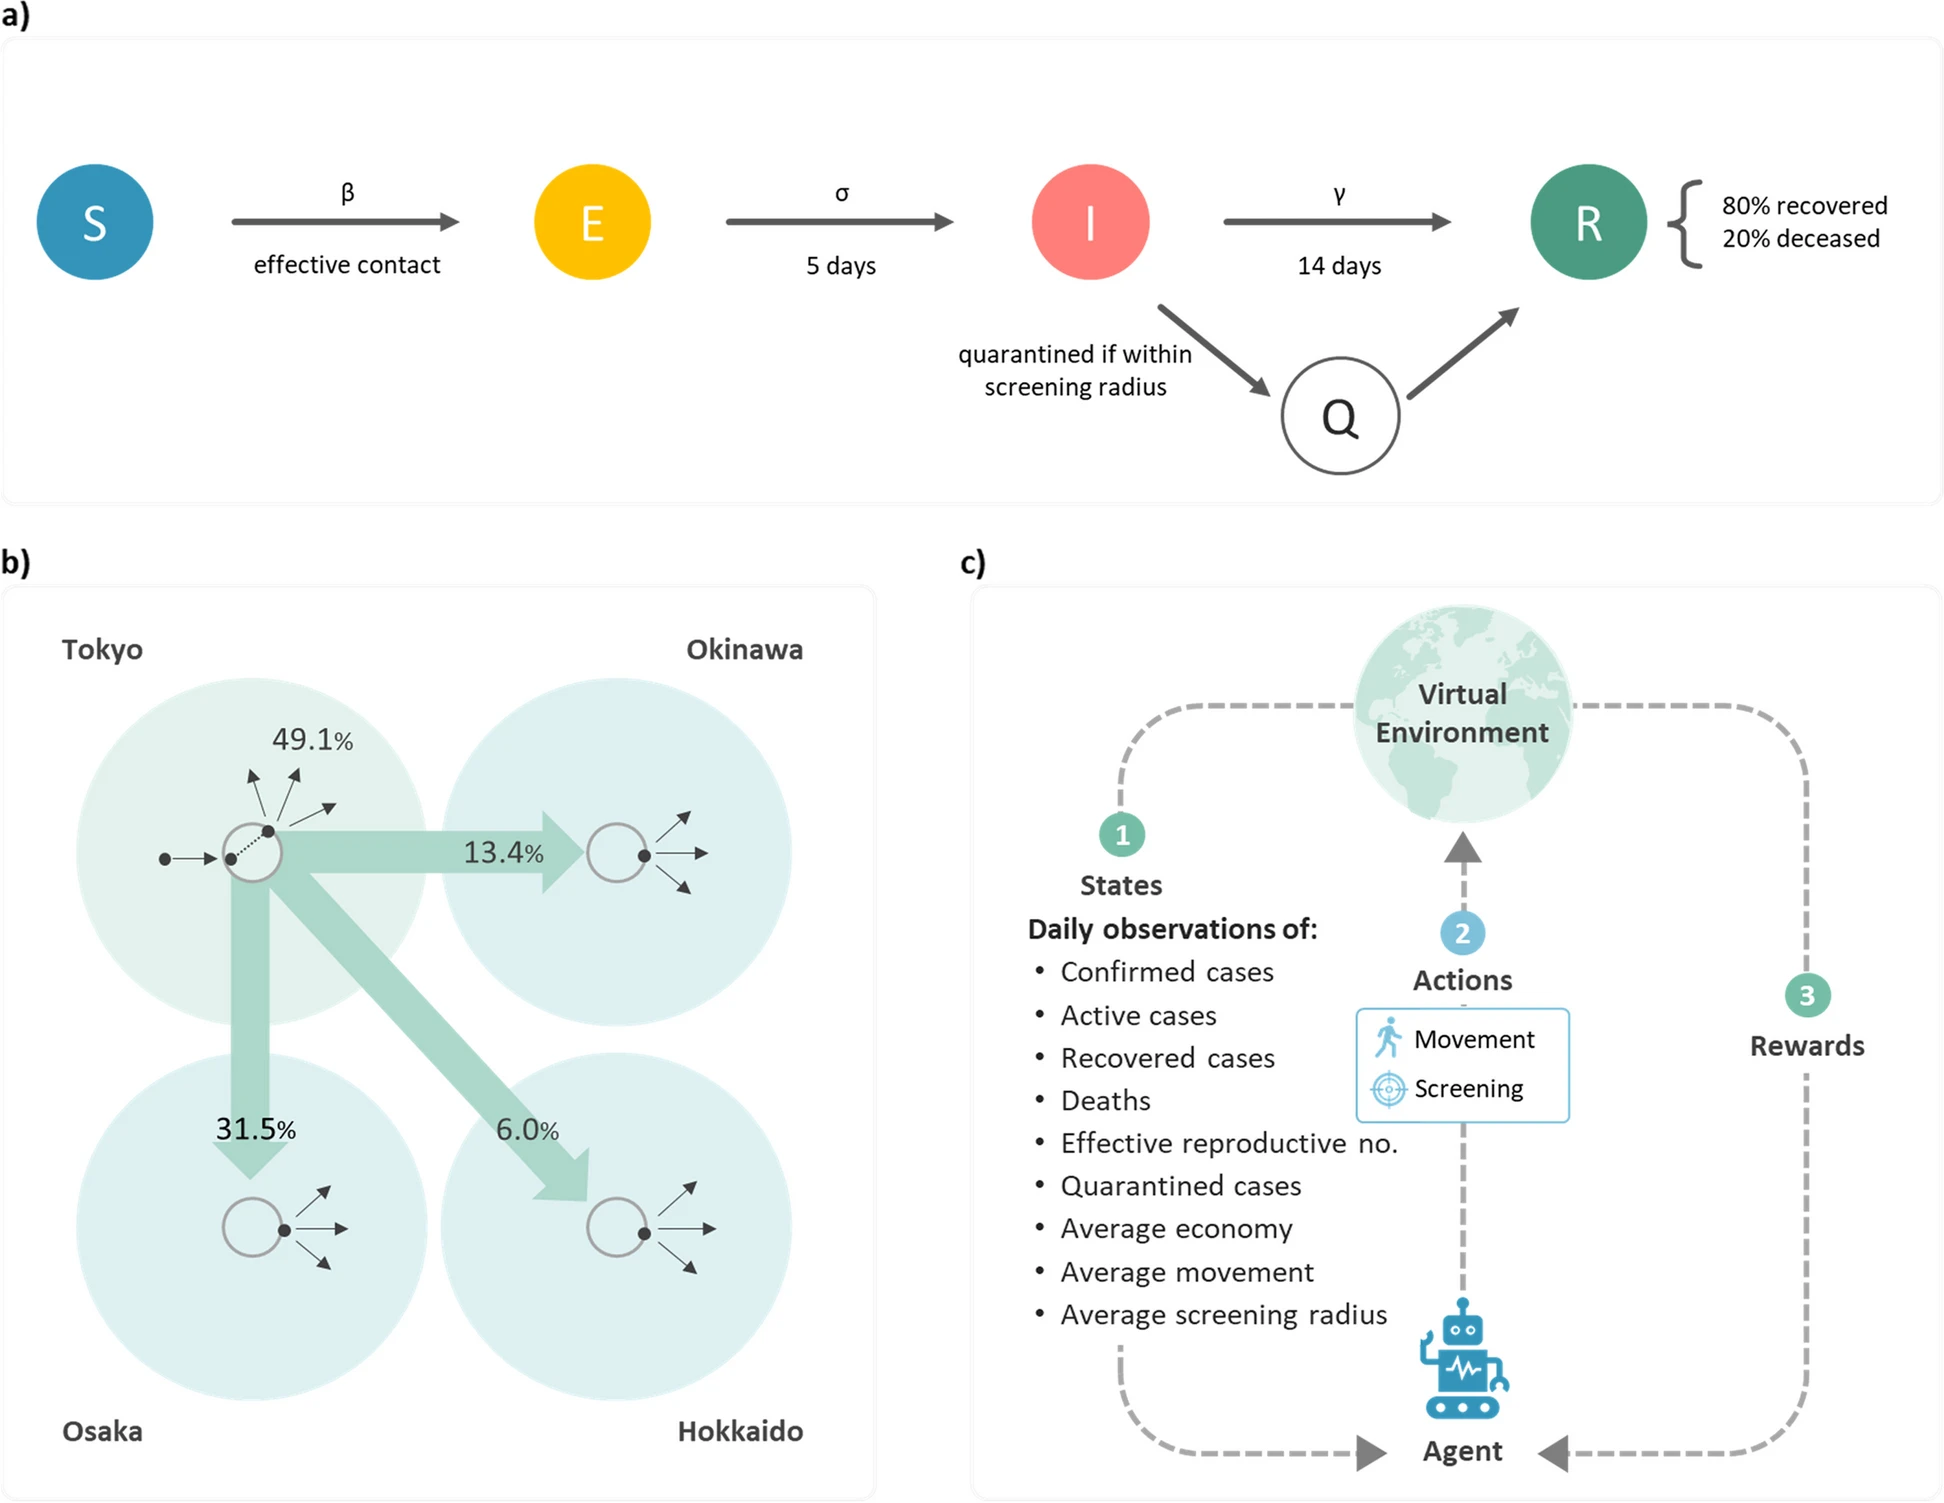 a)
S
β
effective contact
E
σ
5 days
I
γ
14 days
R
80% recovered
20% deceased
quarantined if within
screening radius
Q
b)
Tokyo
Okinawa
49.1%
13.4%
31.5%
6.0%
Osaka
Hokkaido
c)
Virtual
Environment
1
States
Daily observations of:
• Confirmed cases
• Active cases
• Recovered cases
• Deaths
• Effective reproductive no.
• Quarantined cases
• Average economy
• Average movement
• Average screening radius
2
Actions
Movement
Screening
3
Rewards
Agent